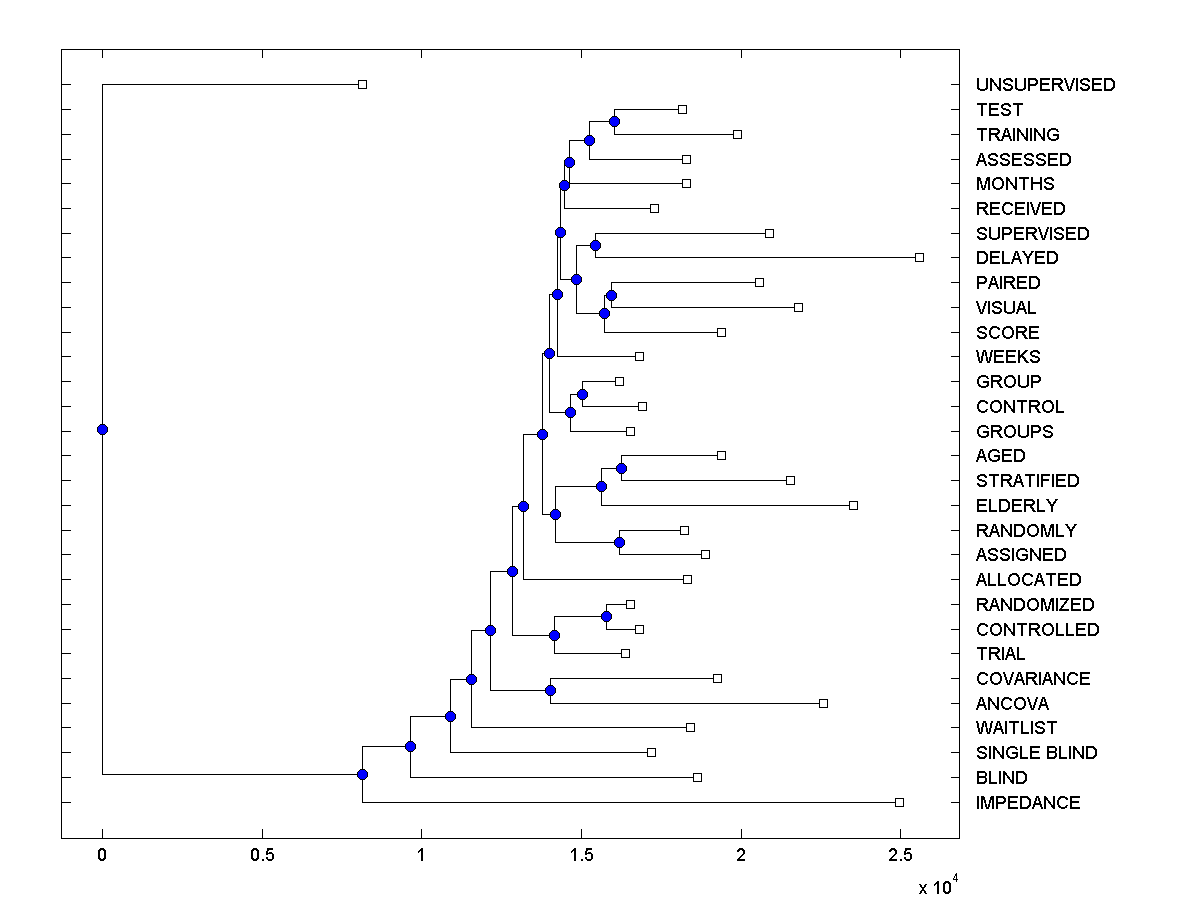 UNSUPERVISED
TEST
TRAINING
ASSESSED
MONTHS
RECEIVED
SUPERVISED
DELAYED
PAIRED
VISUAL
SCORE
WEEKS
GROUP
CONTROL
GROUPS
AGED
STRATIFIED
ELDERLY
RANDOMLY
ASSIGNED
ALLOCATED
RANDOMIZED
CONTROLLED
TRIAL
COVARIANCE
ANCOVA
WAITLIST
SINGLE BLIND
BLIND
IMPEDANCE
0 0.5 1 1.5 2 2.5
x 10^4